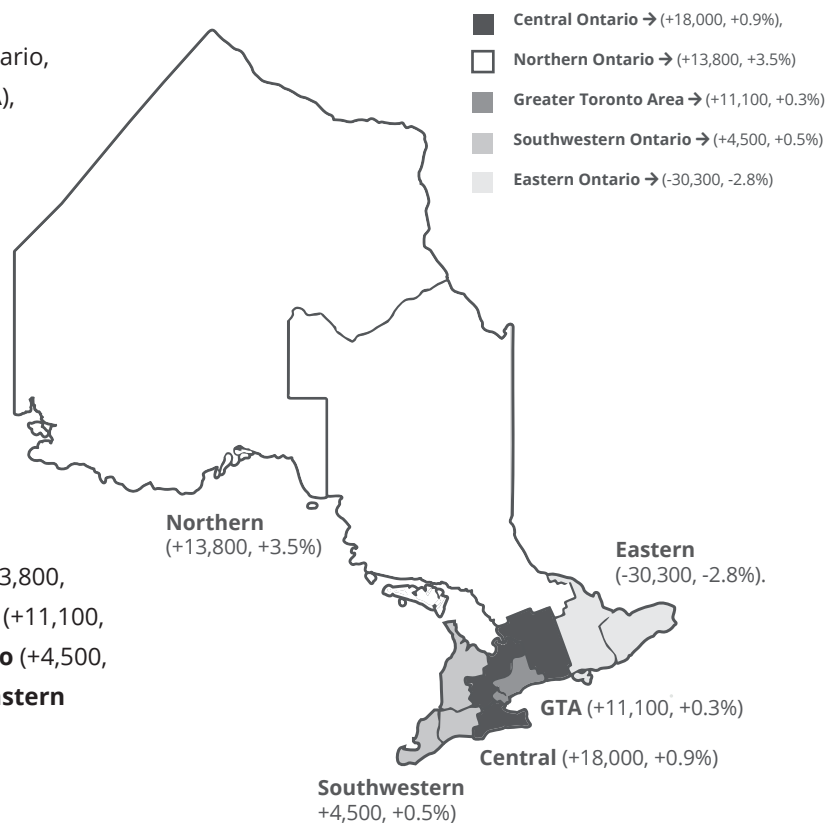 ario,
),
Central Ontario → (+18,000, +0.9%),
Northern Ontario → (+13,800, +3.5%)
Greater Toronto Area → (+11,100, +0.3%)
Southwestern Ontario → (+4,500, +0.5%)
Eastern Ontario → (-30,300, -2.8%)
Northern
(+13,800, +3.5%)
Eastern
(-30,300, -2.8%).
3,800,
(+11,100,
o (+4,500,
stern
GTA (+11,100, +0.3%)
Central (+18,000, +0.9%)
Southwestern
+4,500, +0.5%)